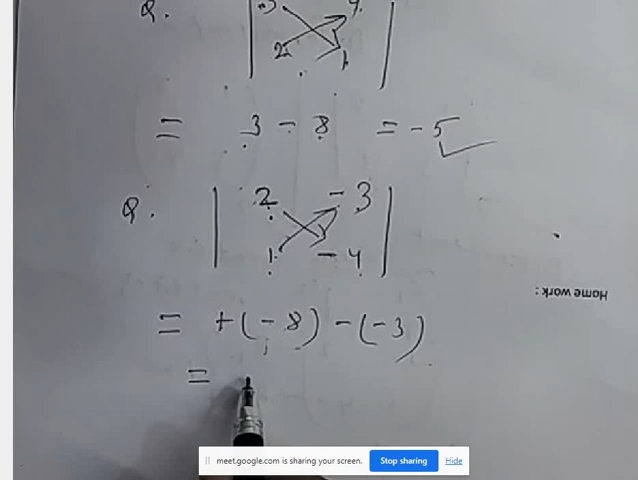 Q. | 3 4 |
| 2 1 |
= 3 - 8 = - 5
Q. | 2 - 3 |
| 1 - 4 |
= + ( - 8 ) - ( - 3 )
=
Home work :
meet.google.com is sharing your screen. Stop sharing Hide